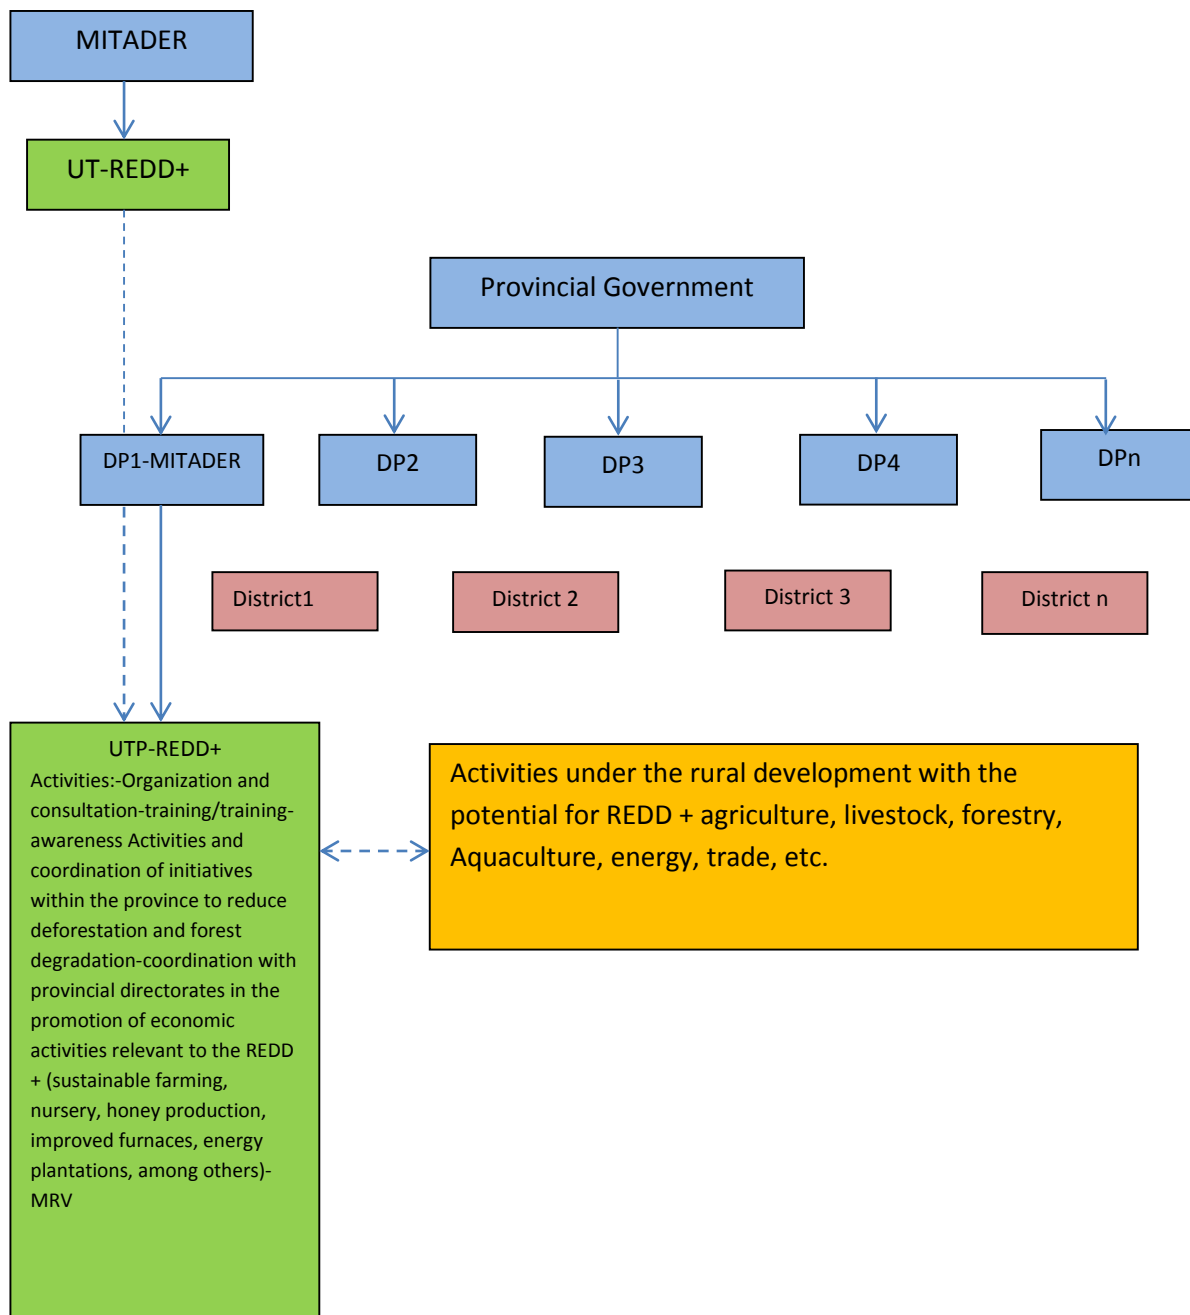 MITADER
UT-REDD+
Provincial Government
DP1-MITADER
DP2
DP3
DP4
DPn
District1
District 2
District 3
District n
UTP-REDD+
Activities:-Organization and
consultation-training/training-
awareness Activities and
coordination of initiatives
within the province to reduce
deforestation and forest
degradation-coordination with
provincial directorates in the
promotion of economic
activities relevant to the REDD
+ (sustainable farming,
nursery, honey production,
improved furnaces, energy
plantations, among others)-
MRV
Activities under the rural development with the
potential for REDD + agriculture, livestock, forestry,
Aquaculture, energy, trade, etc.